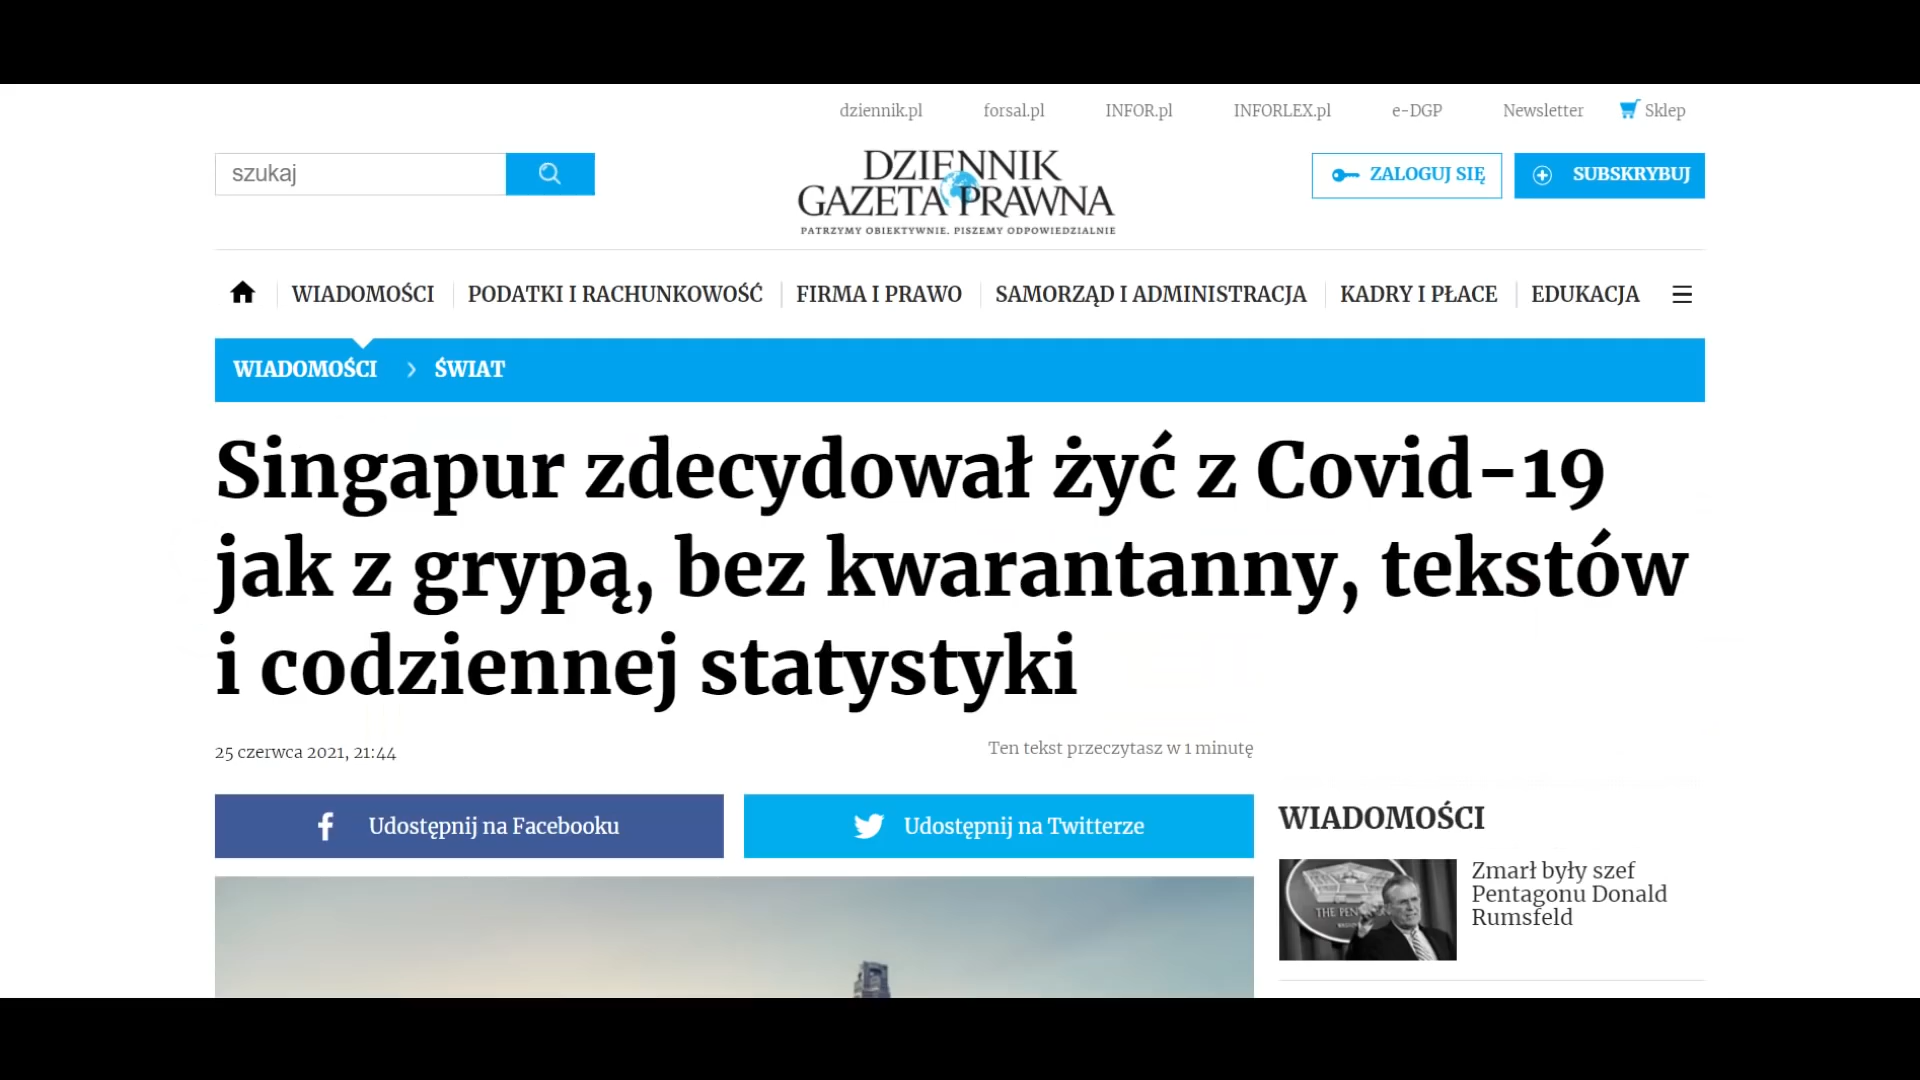 dziennik.pl forsal.pl INFOR.pl INFORLEX.pl e-DGP Newsletter Sklep
szukaj
DZIENNIK
GAZETA PRAWNA
PATRZYMY OBIEKTYWNIE. PISZEMY ODPOWIEDZIALNIE
ZALOGUJ SIĘ
SUBSKRYBUJ
WIADOMOŚCI PODATKI I RACHUNKOWOŚĆ FIRMA I PRAWO SAMORZĄD I ADMINISTRACJA KADRY I PŁACE EDUKACJA
WIADOMOŚCI ŚWIAT
Singapur zdecydował żyć z Covid-19
jak z grypą, bez kwarantanny, tekstów
i codziennej statystyki
25 czerwca 2021, 21:44
Ten tekst przeczytasz w 1 minutę
Udostępnij na Facebooku
Udostępnij na Twitterze
WIADOMOŚCI
Zmarł były szef
Pentagonu Donald
Rumsfeld